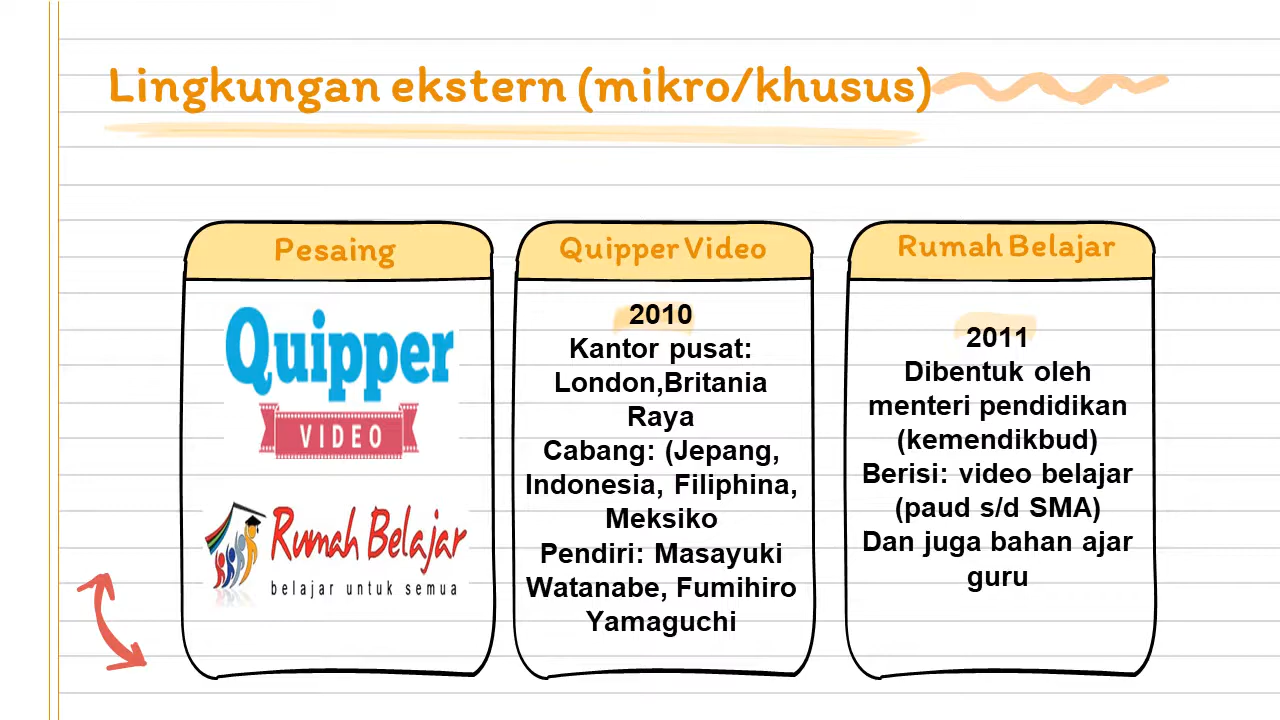 Lingkungan ekstern (mikro/khusus)
Pesaing
Quipper
VIDEO
Rumah Belajar
belajar untuk semua
Quipper Video
2010
Kantor pusat:
London,Britania
Raya
Cabang: (Jepang,
Indonesia, Filiphina,
Meksiko
Pendiri: Masayuki
Watanabe, Fumihiro
Yamaguchi
Rumah Belajar
2011
Dibentuk oleh
menteri pendidikan
(kemendikbud)
Berisi: video belajar
(paud s/d SMA)
Dan juga bahan ajar
guru